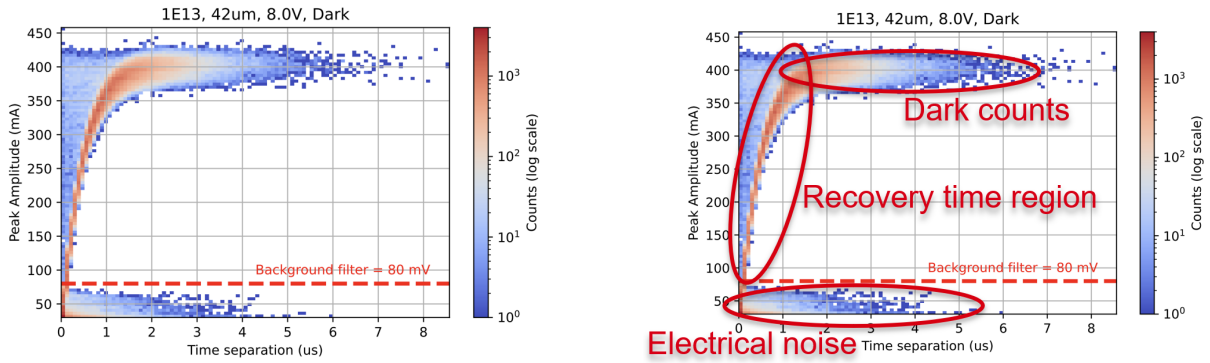 1E13, 42um, 8.0V, Dark
450
400
350
300
250
200
150
100
50
Peak Amplitude (mA)
Background filter = 80 mV
0 1 2 3 4 5 6 7 8
Time separation (us)
10³
10²
10¹
10⁰
Counts (log scale)
1E13, 42um, 8.0V, Dark
450
400
350
300
250
200
150
100
50
Peak Amplitude (mA)
Dark counts
Recovery time region
Background filter = 80 mV
Electrical noise
0 1 2 3 4 5 6 7 8
Time separation (us)
10³
10²
10¹
10⁰
Counts (log scale)